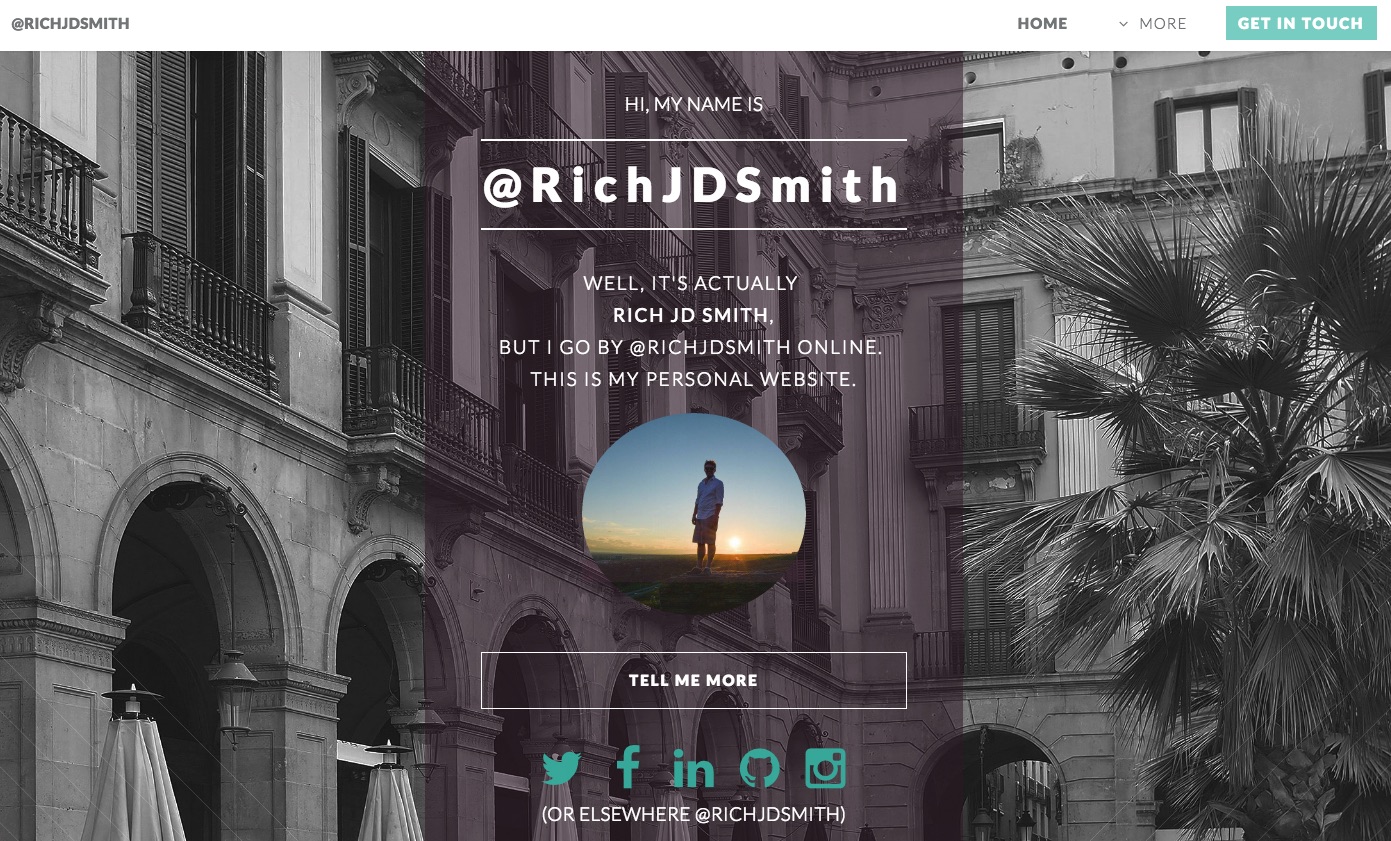 @RICHJDSMITH
HOME
MORE
GET IN TOUCH
HI, MY NAME IS
@RichJDSmith
WELL, IT'S ACTUALLY
RICH JD SMITH,
BUT I GO BY @RICHJDSMITH ONLINE.
THIS IS MY PERSONAL WEBSITE.
TELL ME MORE
(OR ELSEWHERE @RICHJDSMITH)